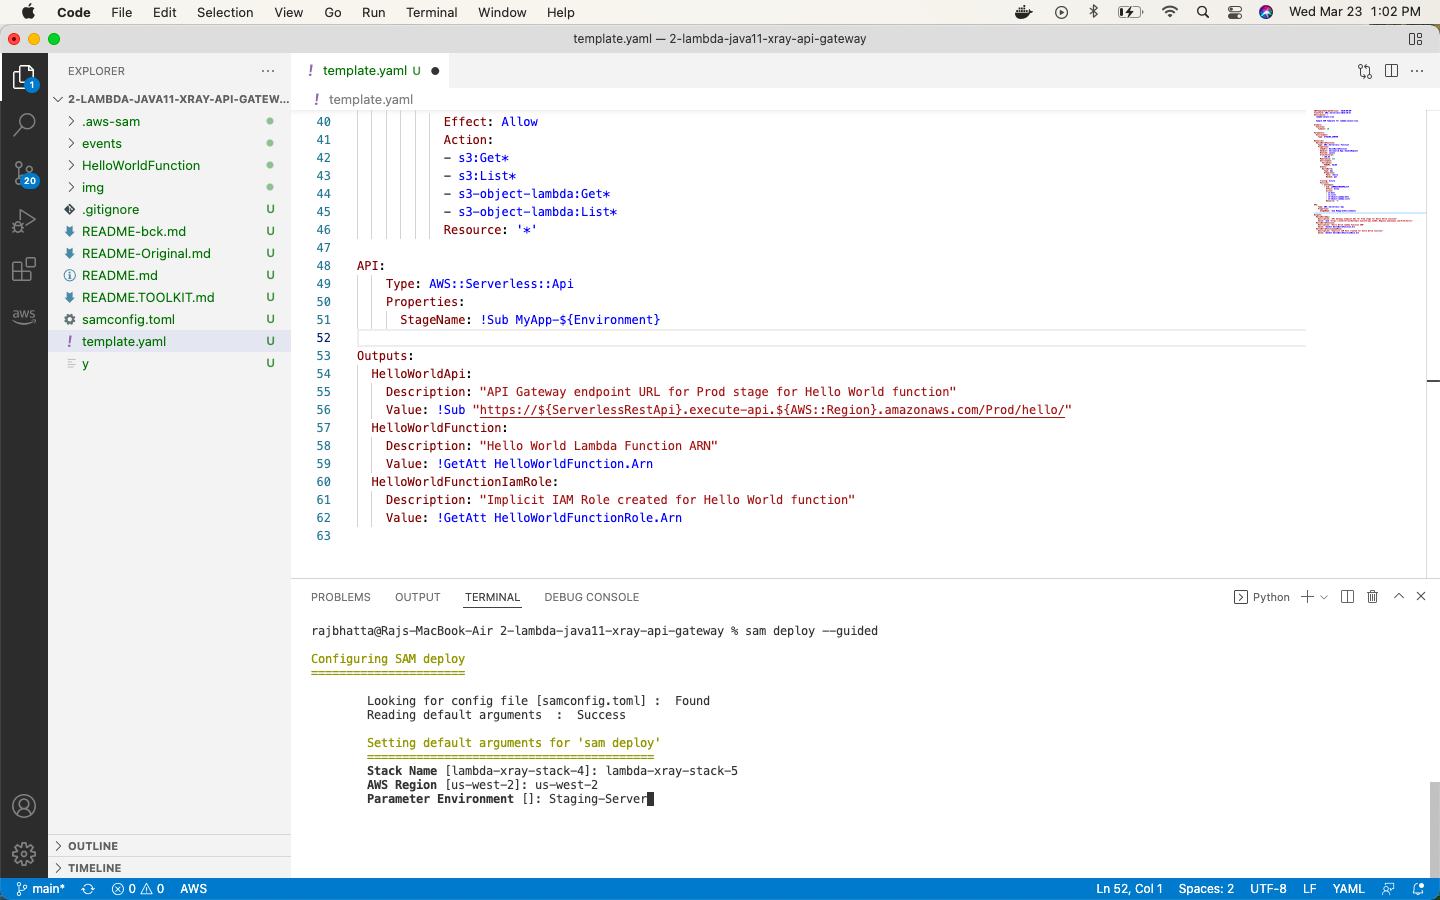 Code File Edit Selection View Go Run Terminal Window Help Wed Mar 23 1:02 PM
template.yaml — 2-lambda-java11-xray-api-gateway
EXPLORER
1
! template.yaml U
2-LAMBDA-JAVA11-XRAY-API-GATEW...
! template.yaml
.aws-sam
events
HelloWorldFunction
20
img
.gitignore U
README-bck.md U
README-Original.md U
README.md U
README.TOOLKIT.md U
aws
samconfig.toml U
! template.yaml U
y U
OUTLINE
TIMELINE
40 Effect: Allow
41 Action:
42 - s3:Get*
43 - s3:List*
44 - s3-object-lambda:Get*
45 - s3-object-lambda:List*
46 Resource: '*'
47
48 API:
49 Type: AWS::Serverless::Api
50 Properties:
51 StageName: !Sub MyApp-${Environment}
52
53 Outputs:
54 HelloWorldApi:
55 Description: "API Gateway endpoint URL for Prod stage for Hello World function"
56 Value: !Sub "https://${ServerlessRestApi}.execute-api.${AWS::Region}.amazonaws.com/Prod/hello/"
57 HelloWorldFunction:
58 Description: "Hello World Lambda Function ARN"
59 Value: !GetAtt HelloWorldFunction.Arn
60 HelloWorldFunctionIamRole:
61 Description: "Implicit IAM Role created for Hello World function"
62 Value: !GetAtt HelloWorldFunctionRole.Arn
63
PROBLEMS OUTPUT TERMINAL DEBUG CONSOLE Python
rajbhatta@Rajs-MacBook-Air 2-lambda-java11-xray-api-gateway % sam deploy --guided
Configuring SAM deploy
======================
Looking for config file [samconfig.toml] : Found
Reading default arguments : Success
Setting default arguments for 'sam deploy'
=========================================
Stack Name [lambda-xray-stack-4]: lambda-xray-stack-5
AWS Region [us-west-2]: us-west-2
Parameter Environment []: Staging-Server
main* 0 0 AWS Ln 52, Col 1 Spaces: 2 UTF-8 LF YAML